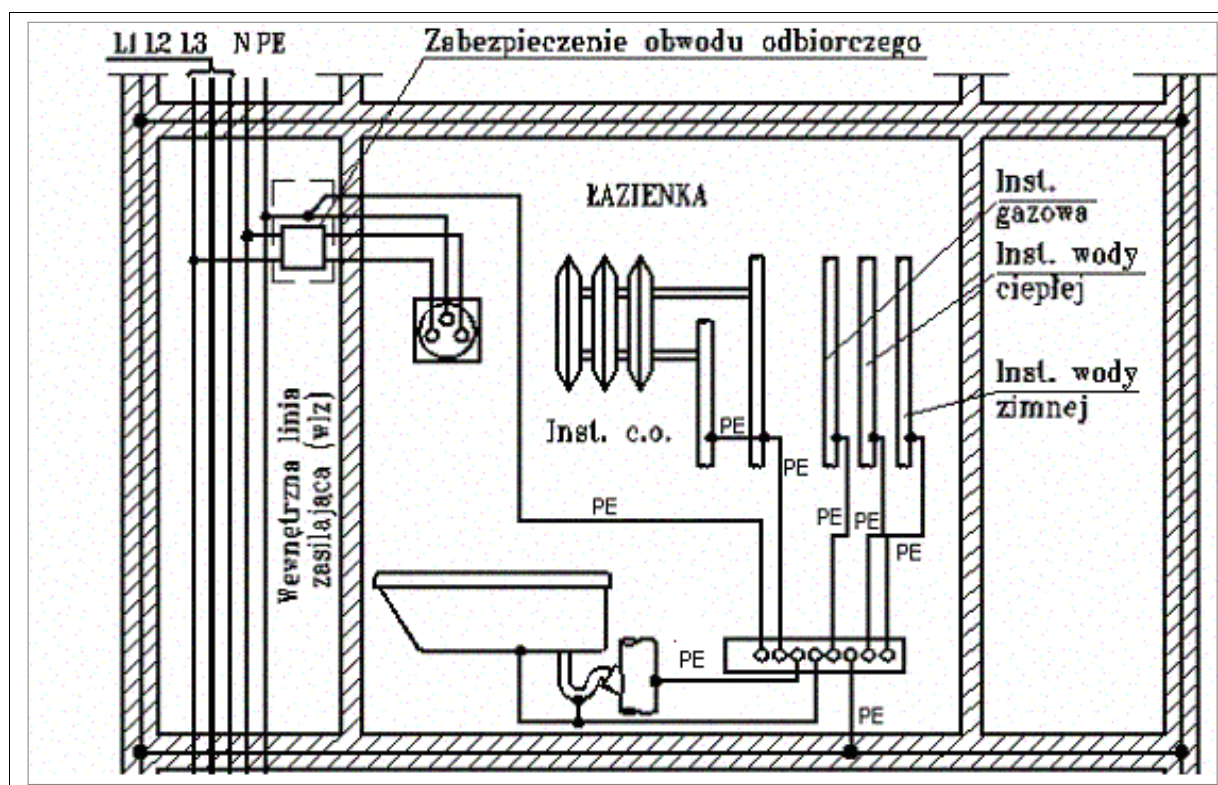 L1 L2 L3 N PE
Zabezpieczenie obwodu odbiorczego
ŁAZIENKA
Inst.
gazowa
Inst. wody
ciepłej
Inst. wody
zimnej
Inst. c.o.
Wewnętrzna linia
zasilająca (wlz)
PE
PE
PE
PE
PE
PE
PE
PE